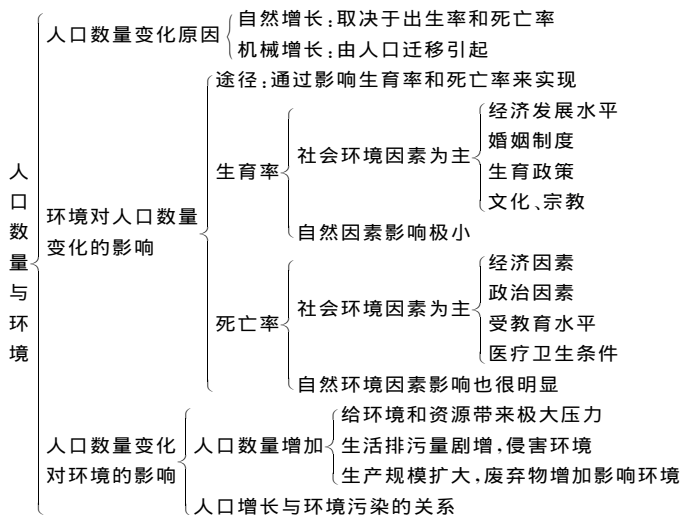 人口数量与环境
人口数量变化原因
自然增长:取决于出生率和死亡率
机械增长:由人口迁移引起
环境对人口数量
变化的影响
途径:通过影响生育率和死亡率来实现
生育率
社会环境因素为主
经济发展水平
婚姻制度
生育政策
文化、宗教
自然因素影响极小
死亡率
社会环境因素为主
经济因素
政治因素
受教育水平
医疗卫生条件
自然环境因素影响也很明显
人口数量变化
对环境的影响
人口数量增加
给环境和资源带来极大压力
生活排污量剧增,侵害环境
生产规模扩大,废弃物增加影响环境
人口增长与环境污染的关系